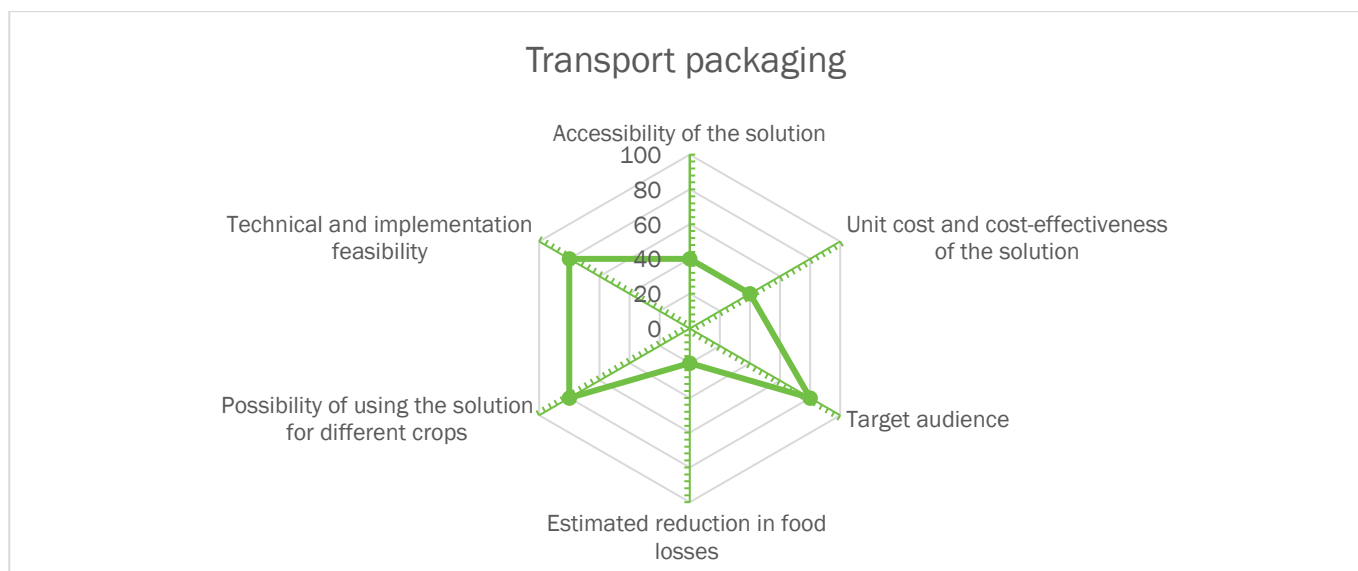 Transport packaging
Accessibility of the solution
100
80
60
40
20
0
Unit cost and cost-effectiveness
of the solution
Target audience
Estimated reduction in food
losses
Possibility of using the solution
for different crops
Technical and implementation
feasibility